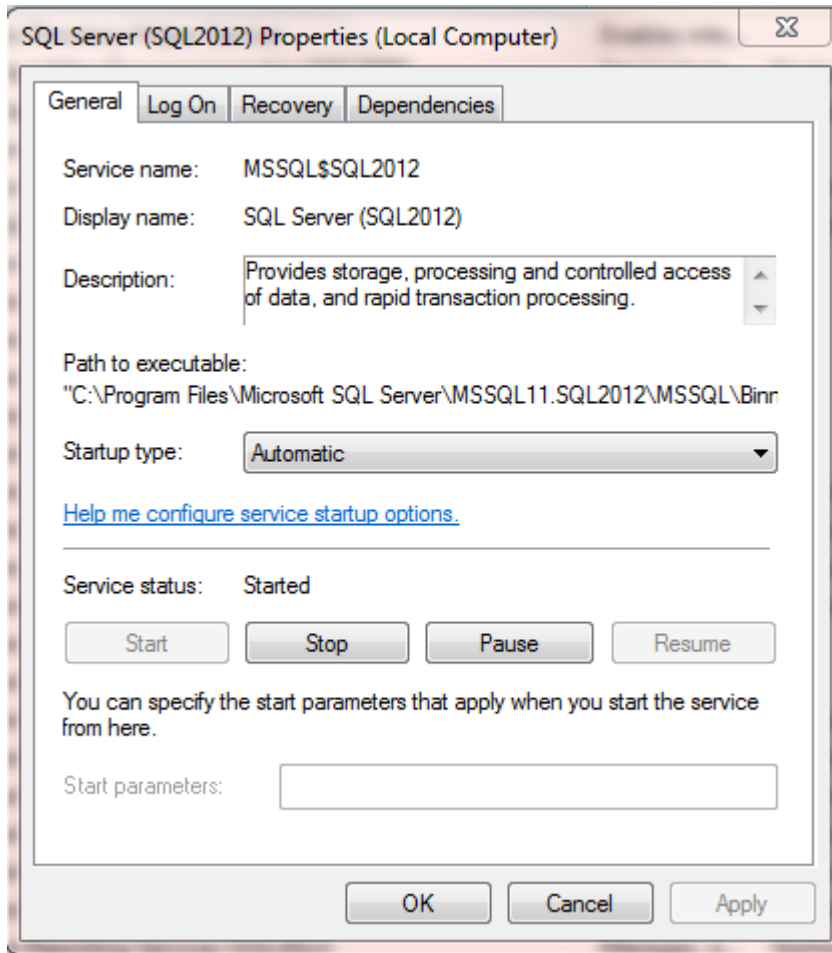 SQL Server (SQL2012) Properties (Local Computer)
General Log On Recovery Dependencies
Service name: MSSQL$SQL2012
Display name: SQL Server (SQL2012)
Description: Provides storage, processing and controlled access
of data, and rapid transaction processing.
Path to executable:
"C:\Program Files\Microsoft SQL Server\MSSQL11.SQL2012\MSSQL\Binn
Startup type: Automatic
Help me configure service startup options.
Service status: Started
Start Stop Pause Resume
You can specify the start parameters that apply when you start the service
from here.
Start parameters:
OK Cancel Apply